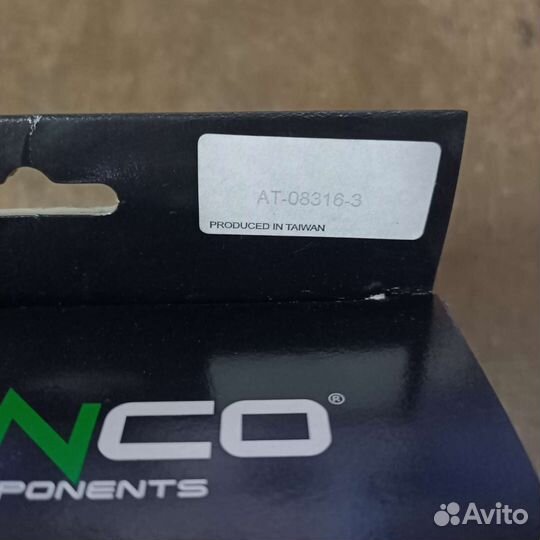 AT-08316-3
PRODUCED IN TAIWAN
NCO®
PONENTS
Avito